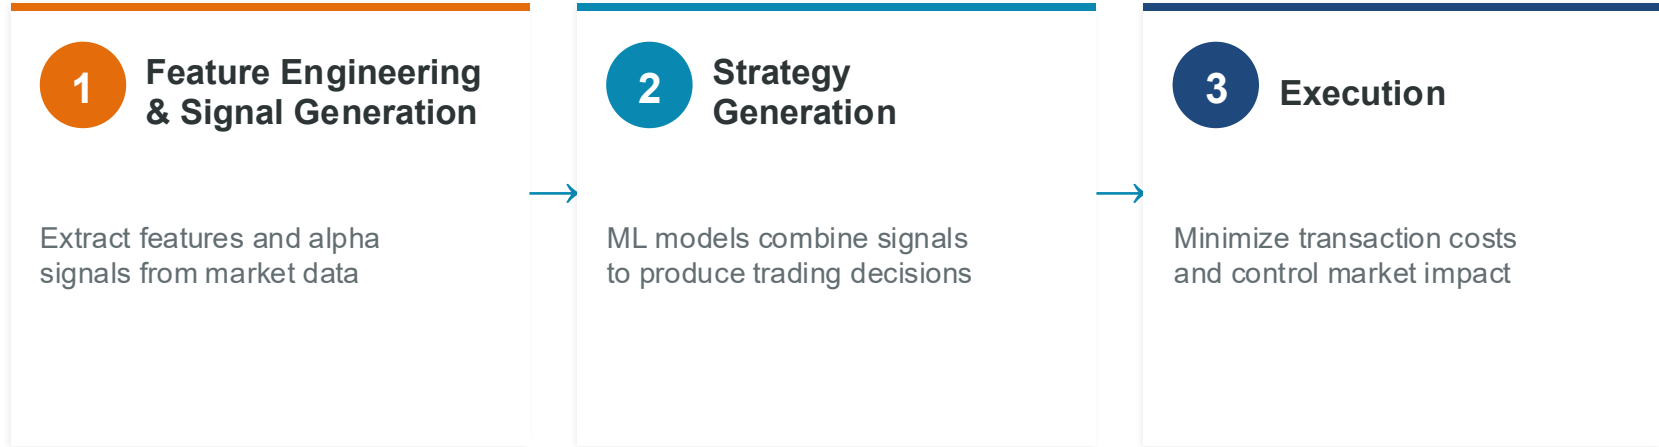 1
Feature Engineering
& Signal Generation
Extract features and alpha
signals from market data
2
Strategy
Generation
ML models combine signals
to produce trading decisions
3
Execution
Minimize transaction costs
and control market impact